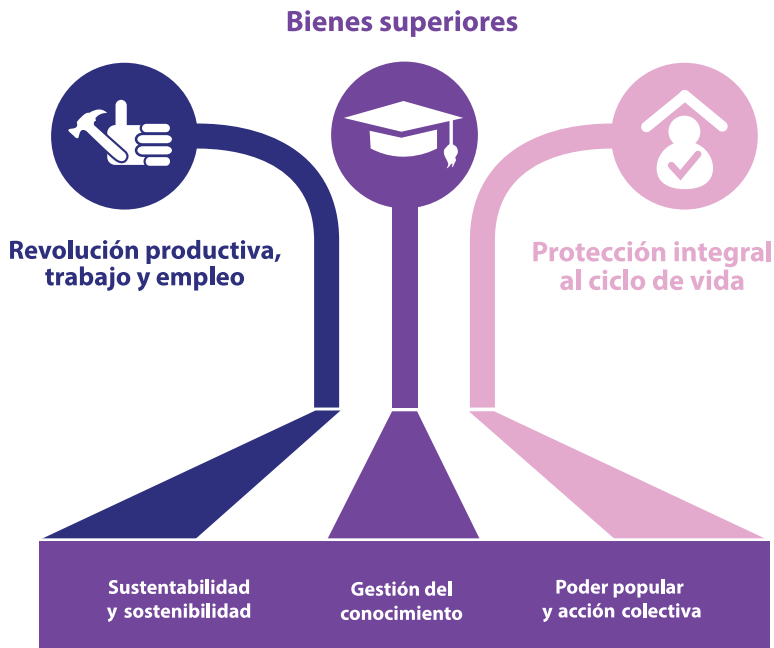 Bienes superiores
Revolución productiva,
trabajo y empleo
Protección integral
al ciclo de vida
Sustentabilidad
y sostenibilidad
Gestión del
conocimiento
Poder popular
y acción colectiva